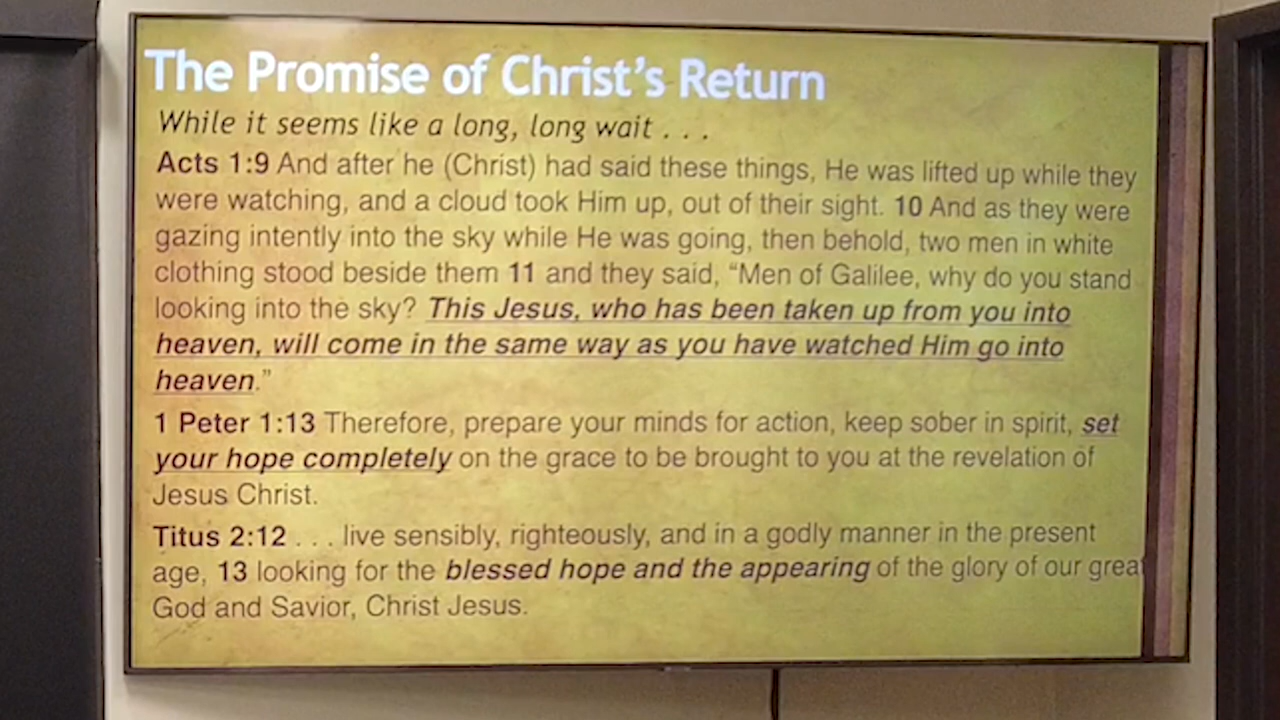 The Promise of Christ's Return
While it seems like a long, long wait . . .
Acts 1:9 And after he (Christ) had said these things, He was lifted up while they
were watching, and a cloud took Him up, out of their sight. 10 And as they were
gazing intently into the sky while He was going, then behold, two men in white
clothing stood beside them 11 and they said, “Men of Galilee, why do you stand
looking into the sky? This Jesus, who has been taken up from you into
heaven, will come in the same way as you have watched Him go into
heaven.”
1 Peter 1:13 Therefore, prepare your minds for action, keep sober in spirit, set
your hope completely on the grace to be brought to you at the revelation of
Jesus Christ.
Titus 2:12 . . . live sensibly, righteously, and in a godly manner in the present
age, 13 looking for the blessed hope and the appearing of the glory of our great
God and Savior, Christ Jesus.